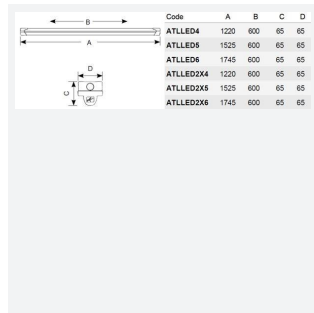 B
A
D
C
Code A B C D
ATLLED4 1220 600 65 65
ATLLED5 1525 600 65 65
ATLLED6 1745 600 65 65
ATLLED2X4 1220 600 65 65
ATLLED2X5 1525 600 65 65
ATLLED2X6 1745 600 65 65